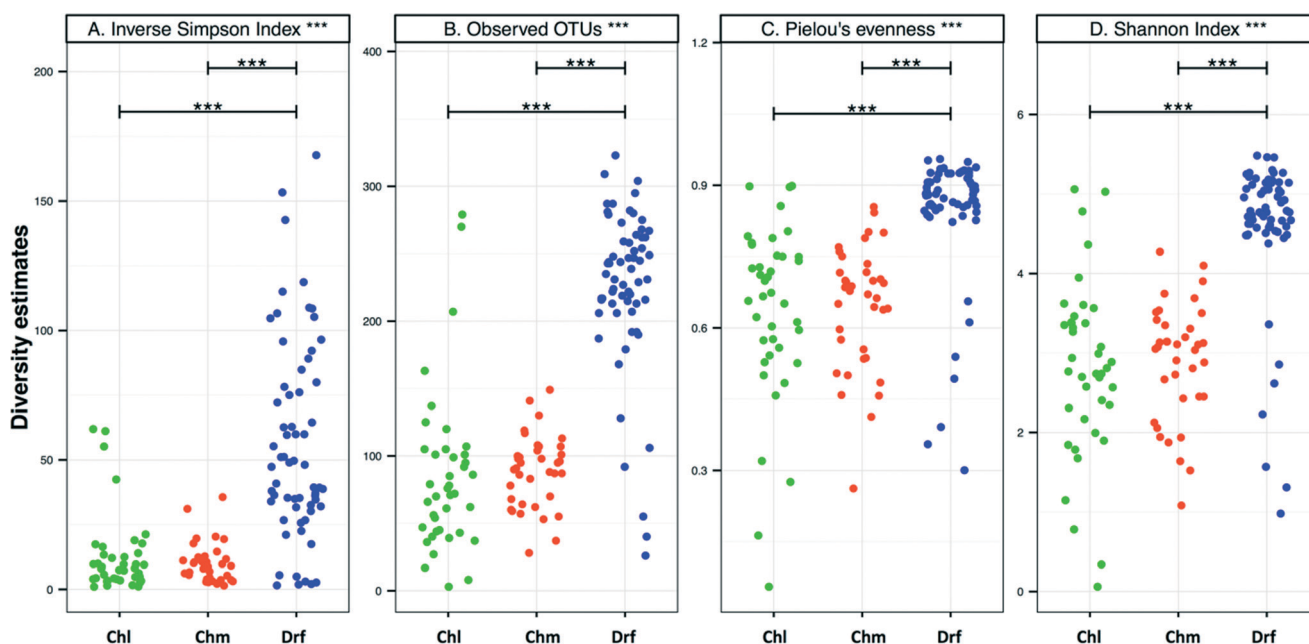 A. Inverse Simpson Index ***
B. Observed OTUs ***
C. Pielou's evenness ***
D. Shannon Index ***
Diversity estimates
200
150
100
50
0
***
***
Chl Chm Drf
400
300
200
100
0
***
***
Chl Chm Drf
1.2
0.9
0.6
0.3
***
***
Chl Chm Drf
6
4
2
0
***
***
Chl Chm Drf